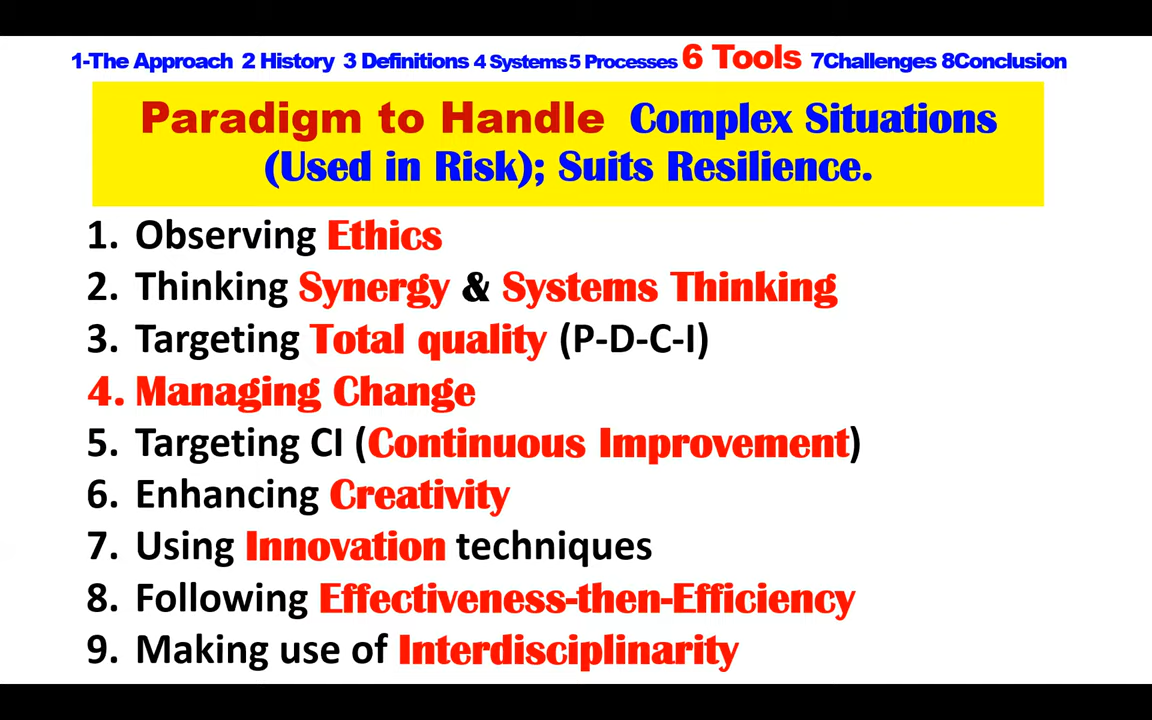 1-The Approach 2 History 3 Definitions 4 Systems 5 Processes 6 Tools 7Challenges 8Conclusion
Paradigm to Handle Complex Situations
(Used in Risk); Suits Resilience.
1. Observing Ethics
2. Thinking Synergy & Systems Thinking
3. Targeting Total quality (P-D-C-I)
4. Managing Change
5. Targeting CI (Continuous Improvement)
6. Enhancing Creativity
7. Using Innovation techniques
8. Following Effectiveness-then-Efficiency
9. Making use of Interdisciplinarity